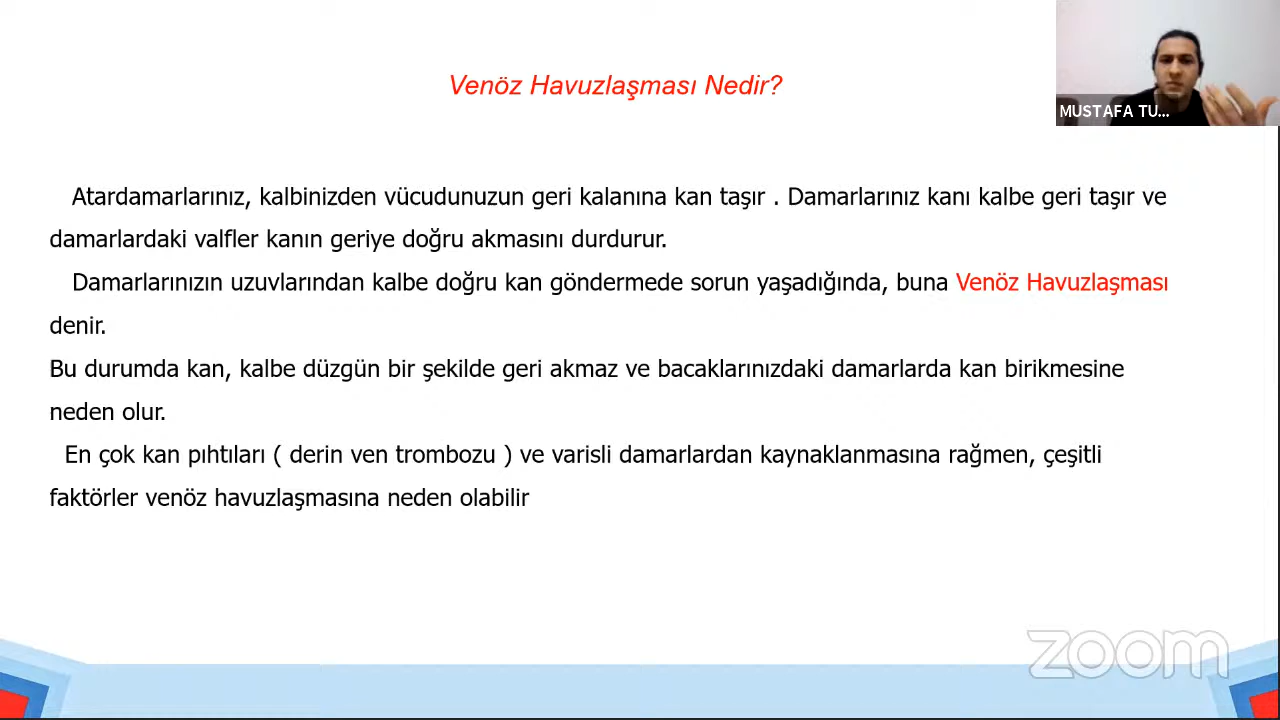 Venöz Havuzlaşması Nedir?
MUSTAFA TU...
Atardamarlarınız, kalbinizden vücudunuzun geri kalanına kan taşır . Damarlarınız kanı kalbe geri taşır ve
damarlardaki valfler kanın geriye doğru akmasını durdurur.
Damarlarınızın uzuvlarından kalbe doğru kan göndermede sorun yaşadığında, buna Venöz Havuzlaşması
denir.
Bu durumda kan, kalbe düzgün bir şekilde geri akmaz ve bacaklarınızdaki damarlarda kan birikmesine
neden olur.
En çok kan pıhtıları ( derin ven trombozu ) ve varisli damarlardan kaynaklanmasına rağmen, çeşitli
faktörler venöz havuzlaşmasına neden olabilir
zoom